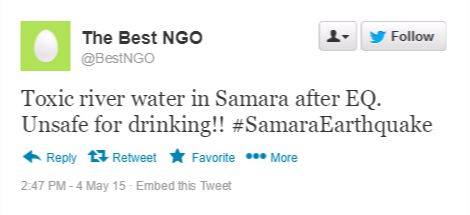 The Best NGO
@BestNGO
Follow
Toxic river water in Samara after EQ.
Unsafe for drinking!! #SamaraEarthquake
Reply Retweet Favorite More
2:47 PM - 4 May 15 · Embed this Tweet